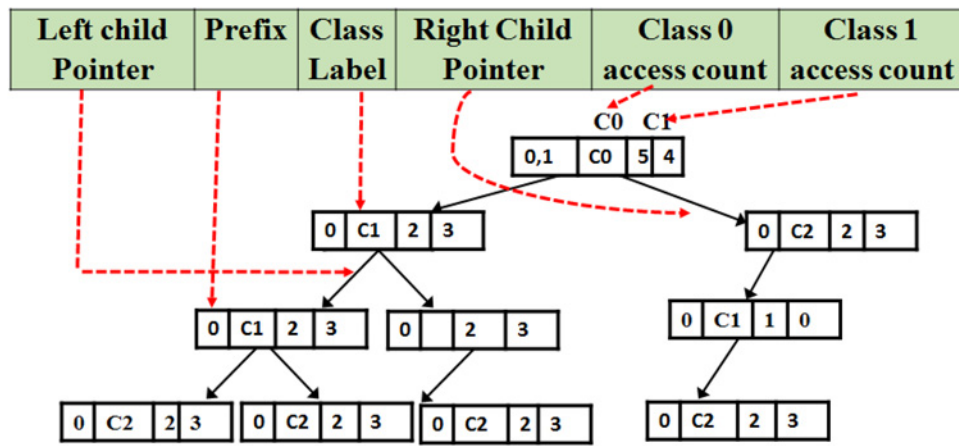 Left child Pointer
Prefix
Class Label
Right Child Pointer
Class 0 access count
Class 1 access count
C0 C1
0,1 C0 5 4
0 C1 2 3
0 C2 2 3
0 C1 2 3
0 2 3
0 C1 1 0
0 C2 2 3
0 C2 2 3
0 C2 2 3
0 C2 2 3